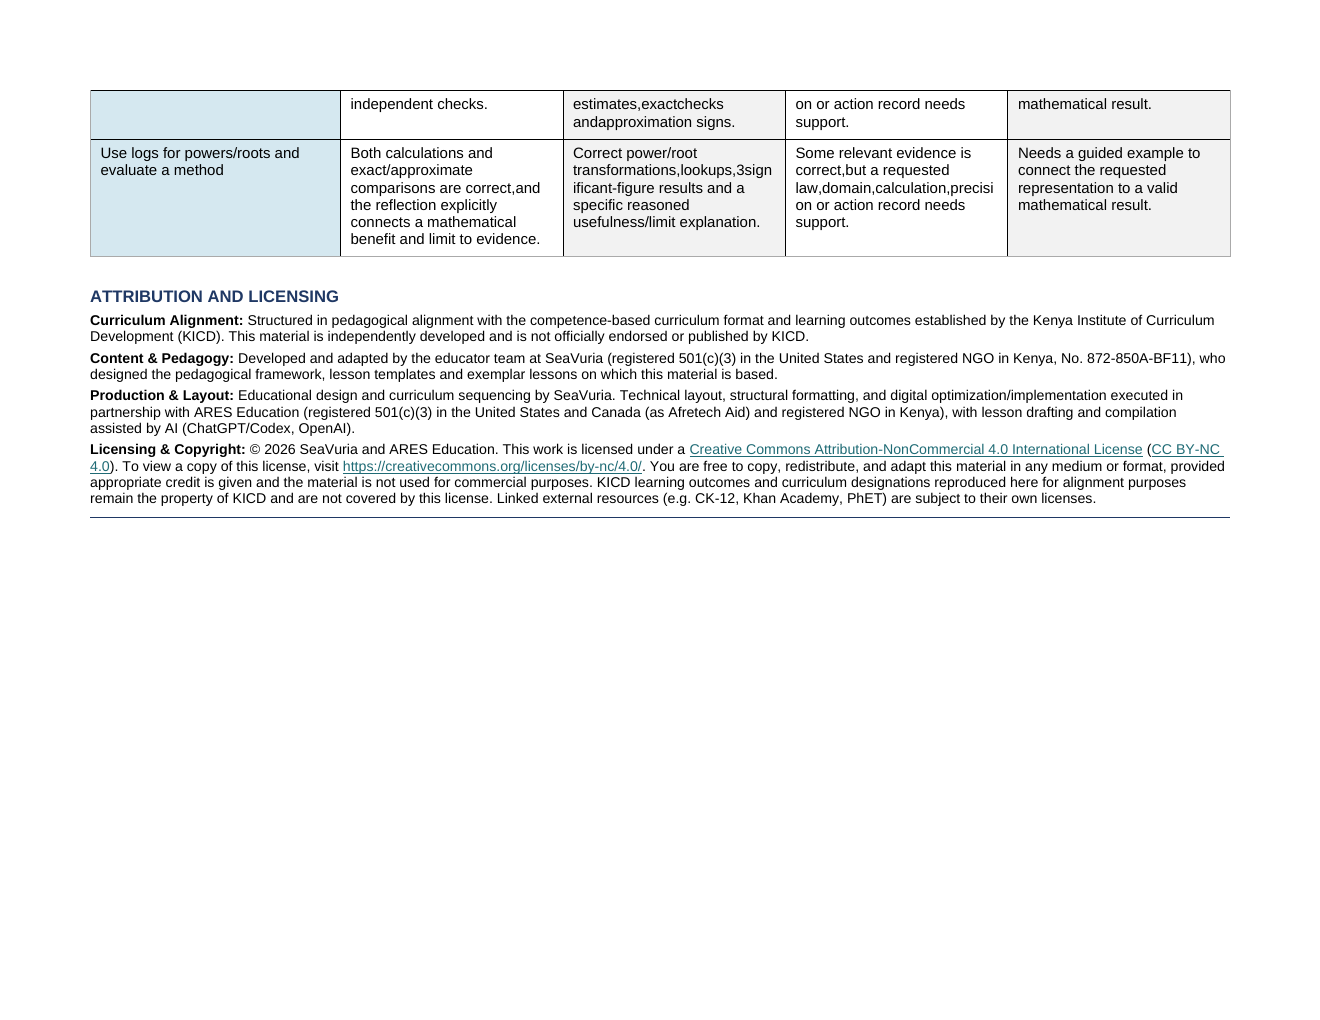 independent checks.
estimates,exactchecks
andapproximation signs.
on or action record needs
support.
mathematical result.
Use logs for powers/roots and
evaluate a method
Both calculations and
exact/approximate
comparisons are correct,and
the reflection explicitly
connects a mathematical
benefit and limit to evidence.
Correct power/root
transformations,lookups,3sign
ificant-figure results and a
specific reasoned
usefulness/limit explanation.
Some relevant evidence is
correct,but a requested
law,domain,calculation,precisi
on or action record needs
support.
Needs a guided example to
connect the requested
representation to a valid
mathematical result.
ATTRIBUTION AND LICENSING
Curriculum Alignment: Structured in pedagogical alignment with the competence-based curriculum format and learning outcomes established by the Kenya Institute of Curriculum
Development (KICD). This material is independently developed and is not officially endorsed or published by KICD.
Content & Pedagogy: Developed and adapted by the educator team at SeaVuria (registered 501(c)(3) in the United States and registered NGO in Kenya, No. 872-850A-BF11), who
designed the pedagogical framework, lesson templates and exemplar lessons on which this material is based.
Production & Layout: Educational design and curriculum sequencing by SeaVuria. Technical layout, structural formatting, and digital optimization/implementation executed in
partnership with ARES Education (registered 501(c)(3) in the United States and Canada (as Afretech Aid) and registered NGO in Kenya), with lesson drafting and compilation
assisted by AI (ChatGPT/Codex, OpenAI).
Licensing & Copyright: © 2026 SeaVuria and ARES Education. This work is licensed under a Creative Commons Attribution-NonCommercial 4.0 International License (CC BY-NC
4.0). To view a copy of this license, visit https://creativecommons.org/licenses/by-nc/4.0/. You are free to copy, redistribute, and adapt this material in any medium or format, provided
appropriate credit is given and the material is not used for commercial purposes. KICD learning outcomes and curriculum designations reproduced here for alignment purposes
remain the property of KICD and are not covered by this license. Linked external resources (e.g. CK-12, Khan Academy, PhET) are subject to their own licenses.